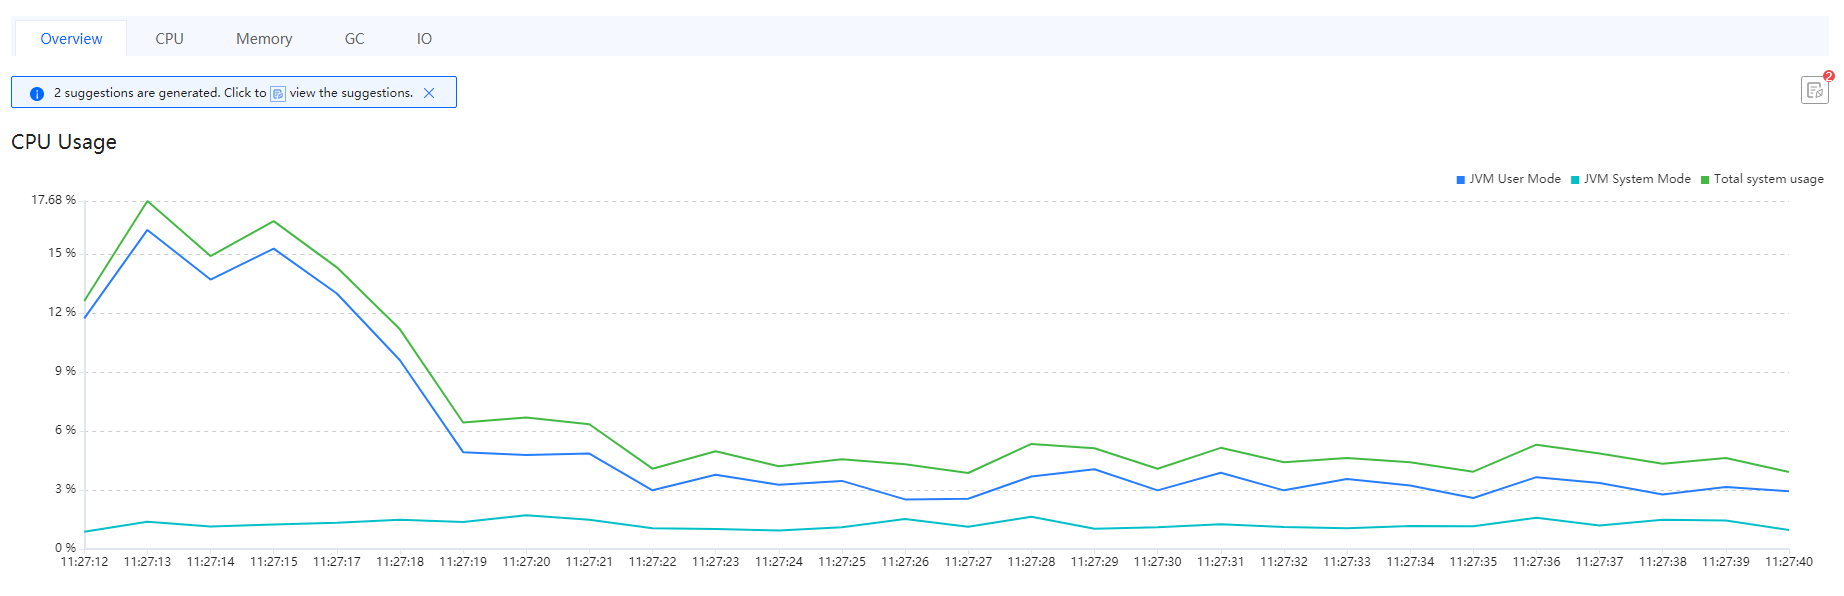 Overview CPU Memory GC IO
2 suggestions are generated. Click to view the suggestions.
2
CPU Usage
JVM User Mode JVM System Mode Total system usage
17.68 %
15 %
12 %
9 %
6 %
3 %
0 %
11:27:12 11:27:13 11:27:14 11:27:15 11:27:17 11:27:18 11:27:19 11:27:20 11:27:21 11:27:22 11:27:23 11:27:24 11:27:25 11:27:26 11:27:27 11:27:28 11:27:29 11:27:30 11:27:31 11:27:32 11:27:33 11:27:34 11:27:35 11:27:36 11:27:37 11:27:38 11:27:39 11:27:40